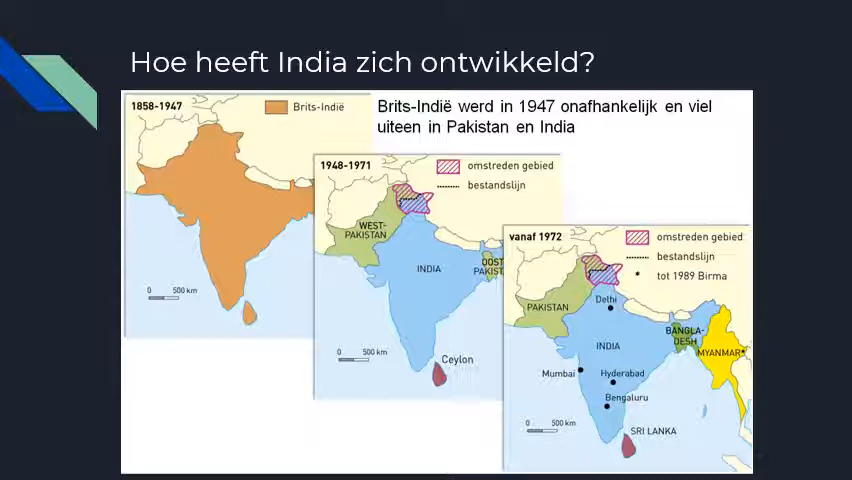 Hoe heeft India zich ontwikkeld?
Brits-Indië werd in 1947 onafhankelijk en viel
uiteen in Pakistan en India
1858-1947
Brits-Indië
0 500 km
1948-1971
omstreden gebied
bestandslijn
WEST-
PAKISTAN
INDIA
OOST
PAKIST
0 500 km
Ceylon
vanaf 1972
omstreden gebied
bestandslijn
tot 1989 Birma
PAKISTAN
Delhi
INDIA
BANGLA-
DESH
MYANMAR*
Mumbai
Hyderabad
Bengaluru
0 500 km
SRI LANKA